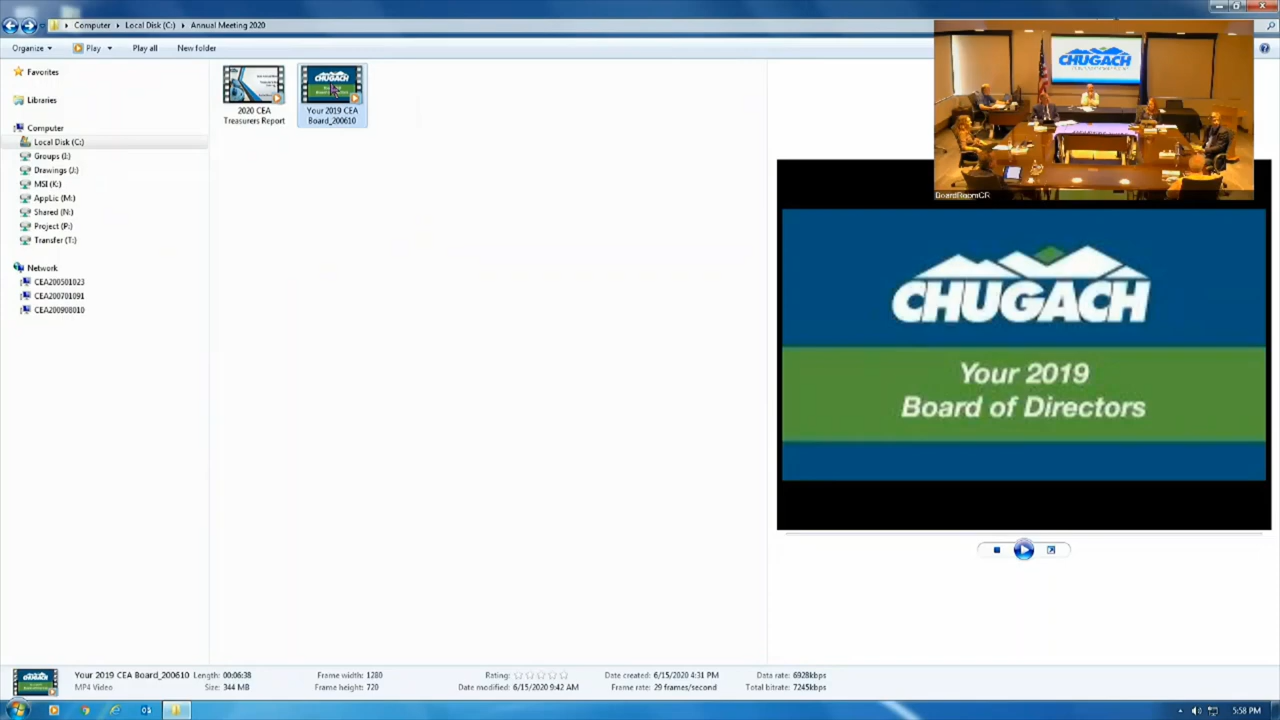 Computer Local Disk (C:) Annual Meeting 2020
Organize Play Play all New folder
Favorites
Libraries
Computer
Local Disk (C:)
Groups (I:)
Drawings (J:)
MSI (K:)
AppLic (M:)
Shared (N:)
Project (P:)
Transfer (T:)
Network
CEA200501023
CEA200701091
CEA200908010
2020 CEA
Treasurers Report
CHUGACH
Your 2019 CEA
Board_200610
CHUGACH
BoardRoomCR
CHUGACH
Your 2019
Board of Directors
Your 2019 CEA Board_200610 Length: 00:06:38 Frame width: 1280 Rating: Date created: 6/15/2020 4:31 PM Data rate: 6928kbps
MP4 Video Size: 344 MB Frame height: 720 Date modified: 6/15/2020 9:42 AM Frame rate: 29 frames/second Total bitrate: 7245kbps
5:58 PM